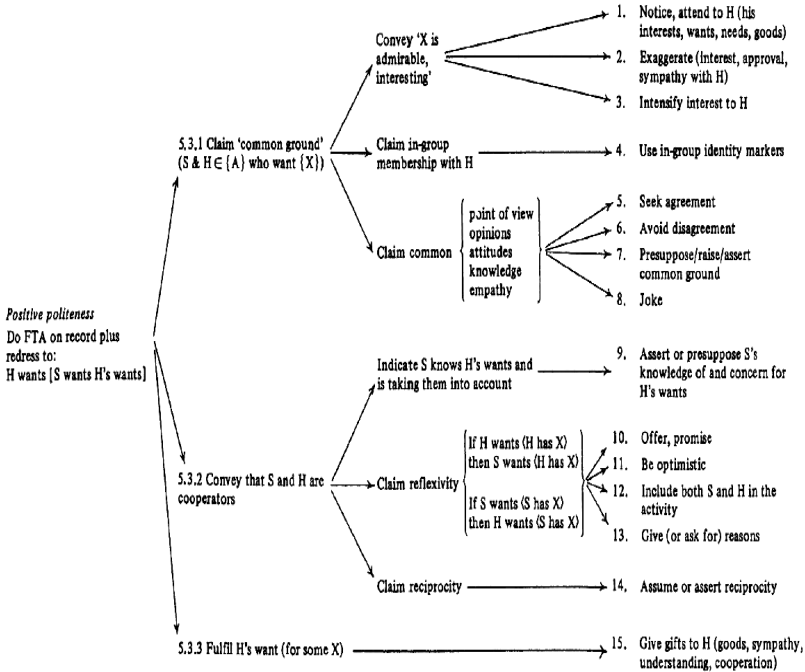 Positive politeness
Do FTA on record plus
redress to:
H wants [S wants H's wants]
5.3.1 Claim 'common ground'
(S & H ∈ {A} who want {X})
Convey 'X is
admirable,
interesting'
1. Notice, attend to H (his
interests, wants, needs, goods)
2. Exaggerate (interest, approval,
sympathy with H)
3. Intensify interest to H
Claim in-group
membership with H
4. Use in-group identity markers
Claim common
point of view
opinions
attitudes
knowledge
empathy
5. Seek agreement
6. Avoid disagreement
7. Presuppose/raise/assert
common ground
8. Joke
5.3.2 Convey that S and H are
cooperators
Indicate S knows H's wants and
is taking them into account
9. Assert or presuppose S's
knowledge of and concern for
H's wants
Claim reflexivity
If H wants (H has X)
then S wants (H has X)
If S wants (S has X)
then H wants (S has X)
10. Offer, promise
11. Be optimistic
12. Include both S and H in the
activity
13. Give (or ask for) reasons
Claim reciprocity
14. Assume or assert reciprocity
5.3.3 Fulfil H's want (for some X)
15. Give gifts to H (goods, sympathy,
understanding, cooperation)